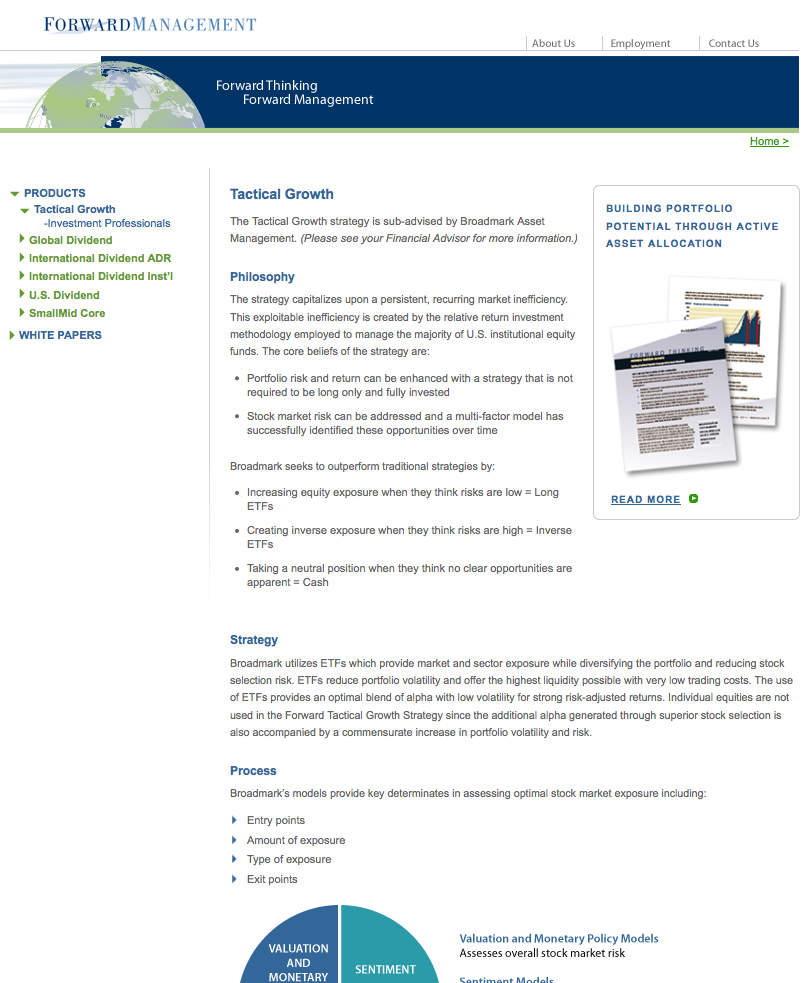 FORWARDMANAGEMENT
About Us
Employment
Contact Us
Forward Thinking
Forward Management
Home >
PRODUCTS
Tactical Growth
-Investment Professionals
Global Dividend
International Dividend ADR
International Dividend Inst'l
U.S. Dividend
SmallMid Core
WHITE PAPERS
Tactical Growth
The Tactical Growth strategy is sub-advised by Broadmark Asset
Management. (Please see your Financial Advisor for more information.)
Philosophy
The strategy capitalizes upon a persistent, recurring market inefficiency.
This exploitable inefficiency is created by the relative return investment
methodology employed to manage the majority of U.S. institutional equity
funds. The core beliefs of the strategy are:
• Portfolio risk and return can be enhanced with a strategy that is not
required to be long only and fully invested
• Stock market risk can be addressed and a multi-factor model has
successfully identified these opportunities over time
Broadmark seeks to outperform traditional strategies by:
• Increasing equity exposure when they think risks are low = Long
ETFs
• Creating inverse exposure when they think risks are high = Inverse
ETFs
• Taking a neutral position when they think no clear opportunities are
apparent = Cash
BUILDING PORTFOLIO
POTENTIAL THROUGH ACTIVE
ASSET ALLOCATION
FORWARD THINKING
READ MORE
Strategy
Broadmark utilizes ETFs which provide market and sector exposure while diversifying the portfolio and reducing stock
selection risk. ETFs reduce portfolio volatility and offer the highest liquidity possible with very low trading costs. The use
of ETFs provides an optimal blend of alpha with low volatility for strong risk-adjusted returns. Individual equities are not
used in the Forward Tactical Growth Strategy since the additional alpha generated through superior stock selection is
also accompanied by a commensurate increase in portfolio volatility and risk.
Process
Broadmark's models provide key determinates in assessing optimal stock market exposure including:
Entry points
Amount of exposure
Type of exposure
Exit points
VALUATION
AND
MONETARY
SENTIMENT
Valuation and Monetary Policy Models
Assesses overall stock market risk
Sentiment Models